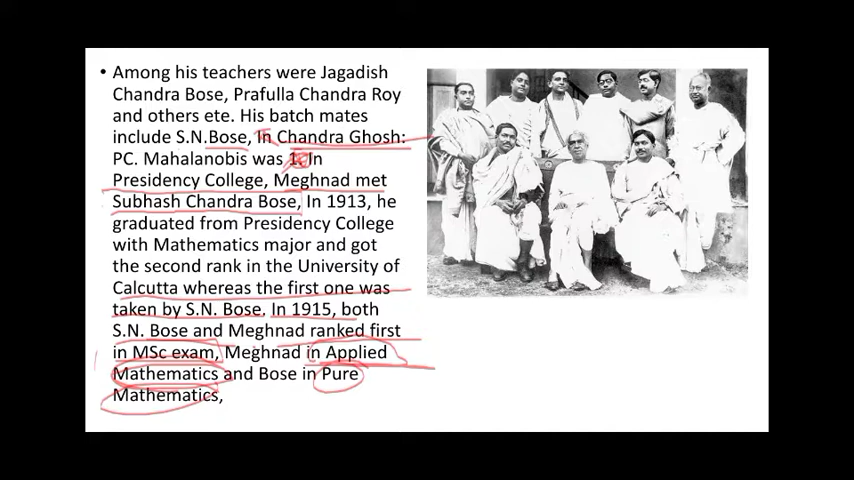 • Among his teachers were Jagadish
Chandra Bose, Prafulla Chandra Roy
and others ete. His batch mates
include S.N.Bose, In Chandra Ghosh:
PC. Mahalanobis was 1. In
Presidency College, Meghnad met
Subhash Chandra Bose, In 1913, he
graduated from Presidency College
with Mathematics major and got
the second rank in the University of
Calcutta whereas the first one was
taken by S.N. Bose. In 1915, both
S.N. Bose and Meghnad ranked first
in MSc exam, Meghnad in Applied
Mathematics and Bose in Pure
Mathematics,